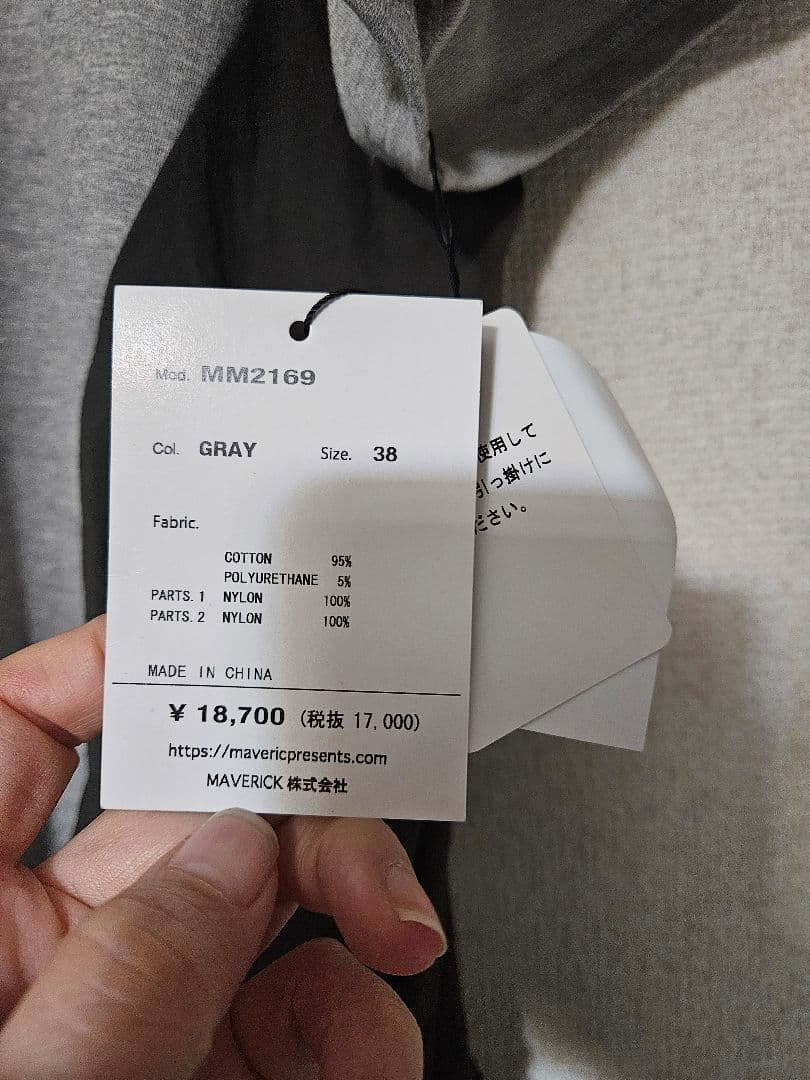 Mod. MM2169
Col. GRAY Size. 38
Fabric.
COTTON 95%
POLYURETHANE 5%
PARTS. 1 NYLON 100%
PARTS. 2 NYLON 100%
MADE IN CHINA
¥ 18,700 (税抜 17,000)
https://mavericpresents.com
MAVERICK 株式会社
使用して
引っ掛けに
ださい。